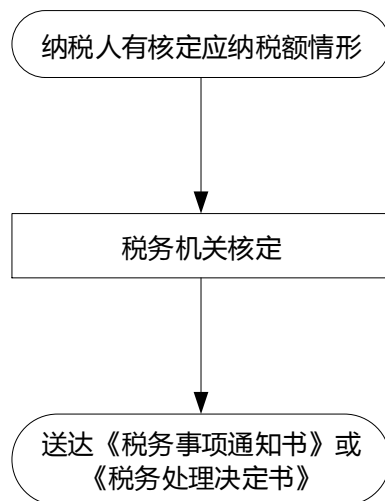 纳税人有核定应纳税额情形
税务机关核定
送达《税务事项通知书》或
《税务处理决定书》